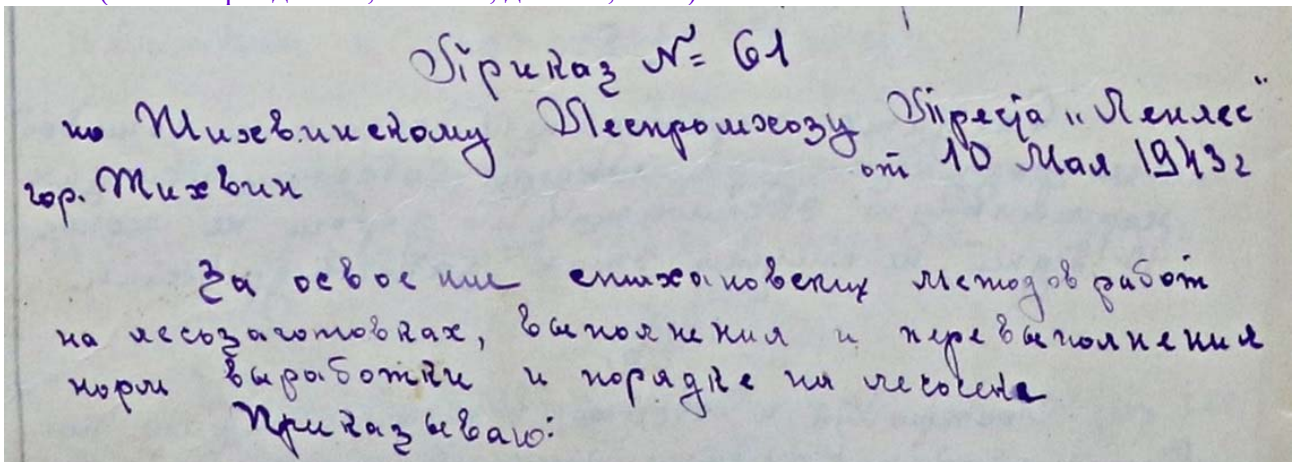 Приказ № 61
по Тихвинскому Леспромхозу Треста "Ленлес"
гор. Тихвин от 10 Мая 1943 г
За освоение стахановских методов работ
на лесозаготовках, выполнения и перевыполнения
норм выработки и порядке на лесосеке
Приказываю: